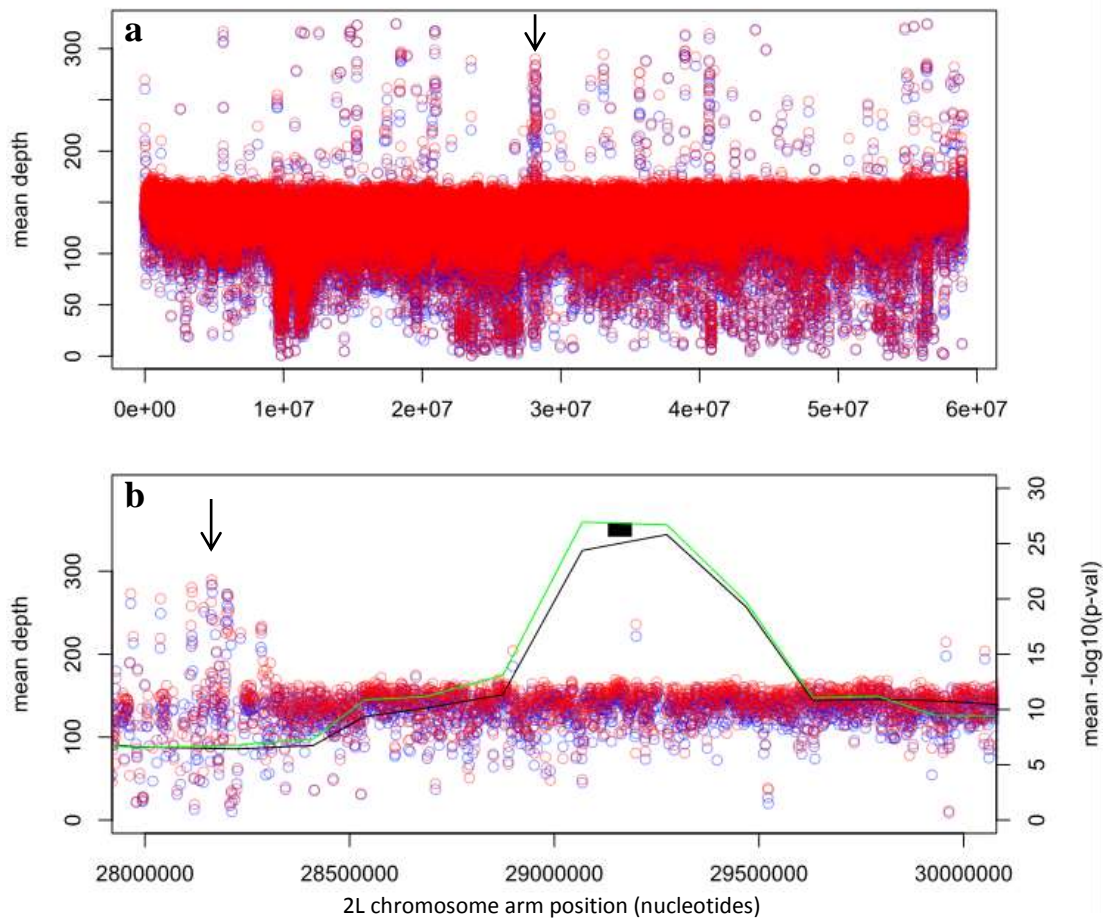 a
mean depth
300
200
100
50
0
0e+00 1e+07 2e+07 3e+07 4e+07 5e+07 6e+07
b
mean depth
300
200
100
0
30
25
20
15
10
5
0
mean -log10(p-val)
28000000 28500000 29000000 29500000 30000000
2L chromosome arm position (nucleotides)